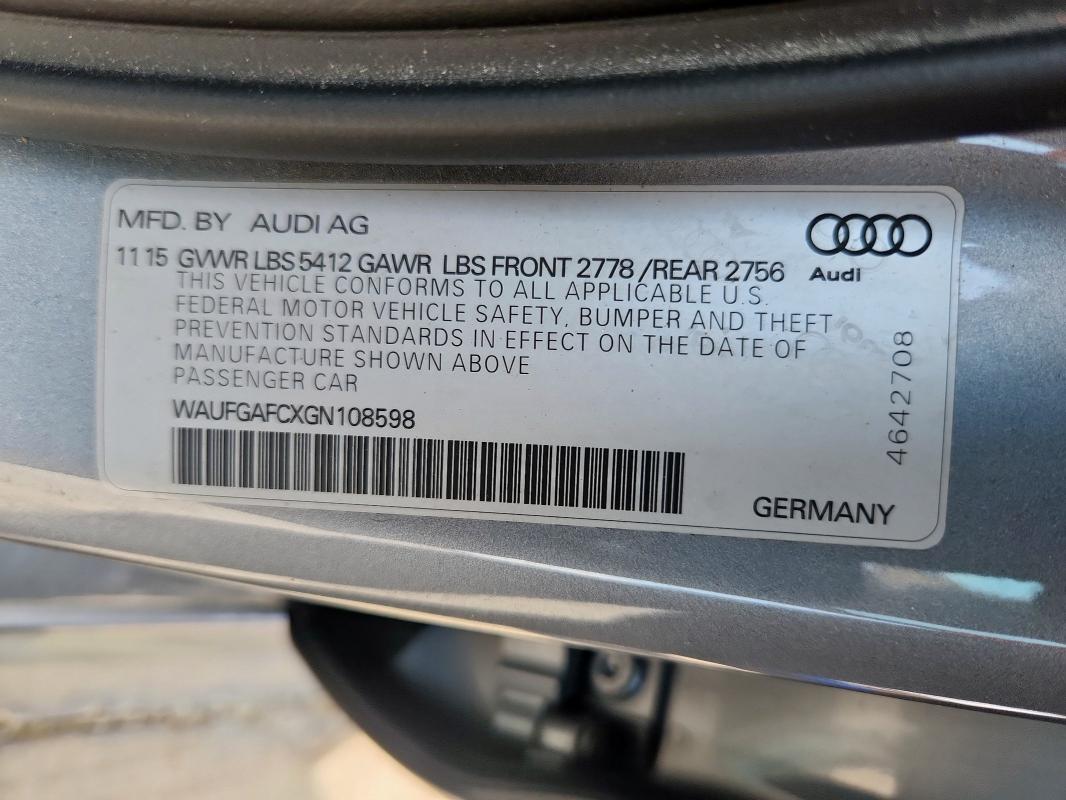 MFD. BY AUDI AG
11 15 GVWR LBS 5412 GAWR LBS FRONT 2778 /REAR 2756
THIS VEHICLE CONFORMS TO ALL APPLICABLE U.S.
FEDERAL MOTOR VEHICLE SAFETY, BUMPER AND THEFT
PREVENTION STANDARDS IN EFFECT ON THE DATE OF
MANUFACTURE SHOWN ABOVE
PASSENGER CAR
WAUFGAFCXGN108598
Audi
4642708
GERMANY